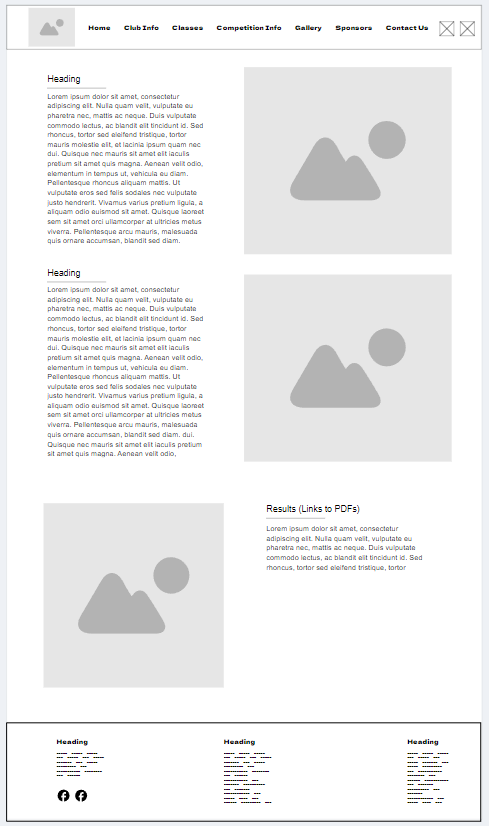 Home Club Info Classes Competition Info Gallery Sponsors Contact Us
Heading
Lorem ipsum dolor sit amet, consectetur
adipiscing elit. Nulla quam velit, vulputate eu
pharetra nec, mattis ac neque. Duis vulputate
commodo lectus, ac blandit elit tincidunt id. Sed
rhoncus, tortor sed eleifend tristique, tortor
mauris molestie elit, et lacinia ipsum quam nec
dui. Quisque nec mauris sit amet elit iaculis
pretium sit amet quis magna. Aenean velit odio,
elementum in tempus ut, vehicula eu diam.
Pellentesque rhoncus aliquam mattis. Ut
vulputate eros sed felis sodales nec vulputate
justo hendrerit. Vivamus varius pretium ligula, a
aliquam odio euismod sit amet. Quisque laoreet
sem sit amet orci ullamcorper at ultricies metus
viverra. Pellentesque arcu mauris, malesuada
quis ornare accumsan, blandit sed diam.
Heading
Lorem ipsum dolor sit amet, consectetur
adipiscing elit. Nulla quam velit, vulputate eu
pharetra nec, mattis ac neque. Duis vulputate
commodo lectus, ac blandit elit tincidunt id. Sed
rhoncus, tortor sed eleifend tristique, tortor
mauris molestie elit, et lacinia ipsum quam nec
dui. Quisque nec mauris sit amet elit iaculis
pretium sit amet quis magna. Aenean velit odio,
elementum in tempus ut, vehicula eu diam.
Pellentesque rhoncus aliquam mattis. Ut
vulputate eros sed felis sodales nec vulputate
justo hendrerit. Vivamus varius pretium ligula, a
aliquam odio euismod sit amet. Quisque laoreet
sem sit amet orci ullamcorper at ultricies metus
viverra. Pellentesque arcu mauris, malesuada
quis ornare accumsan, blandit sed diam. dui.
Quisque nec mauris sit amet elit iaculis pretium
sit amet quis magna. Aenean velit odio,
Results (Links to PDFs)
Lorem ipsum dolor sit amet, consectetur
adipiscing elit. Nulla quam velit, vulputate eu
pharetra nec, mattis ac neque. Duis vulputate
commodo lectus, ac blandit elit tincidunt id. Sed
rhoncus, tortor sed eleifend tristique, tortor
Heading
Heading
Heading